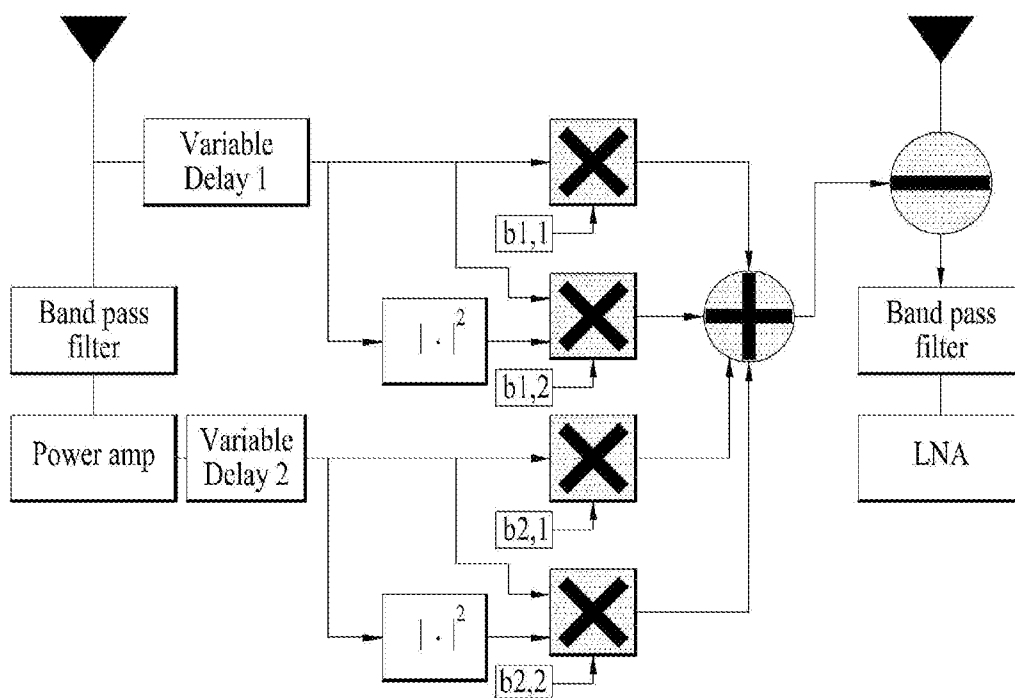 Variable
Delay 1
b1,1
Band pass
filter
| · |²
b1,2
Band pass
filter
Power amp
Variable
Delay 2
b2,1
LNA
| · |²
b2,2